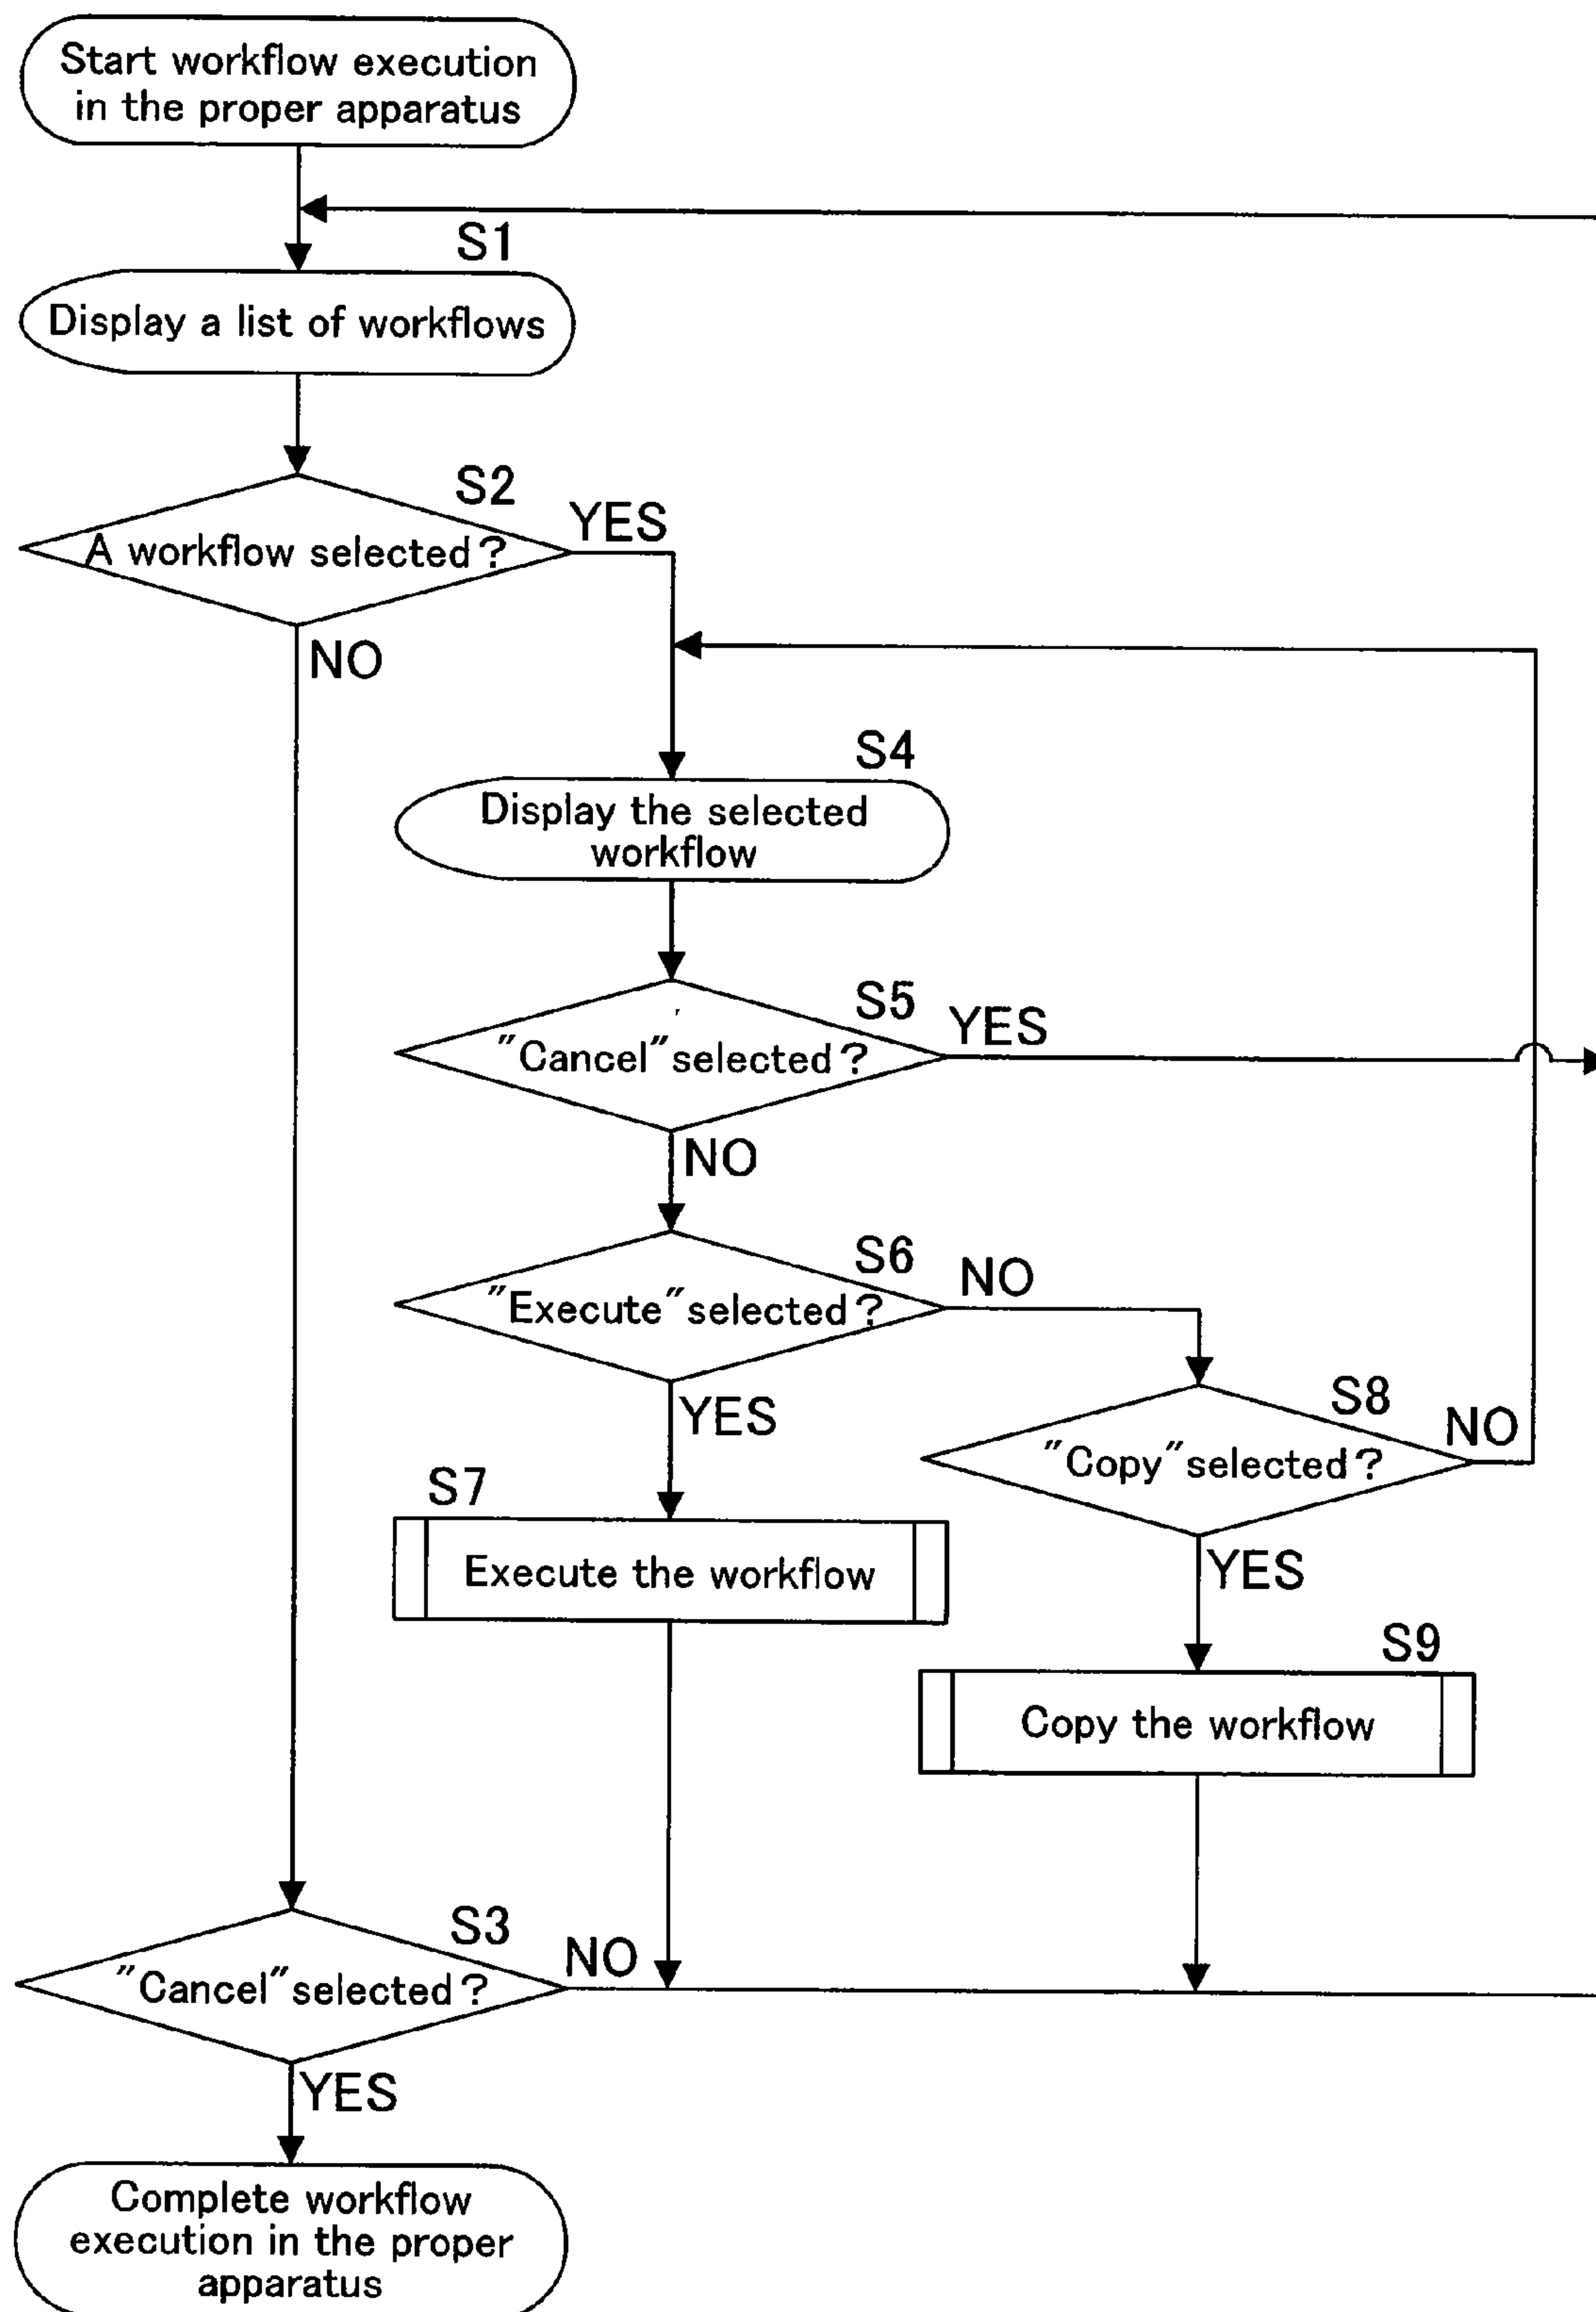 Start workflow execution
in the proper apparatus
S1
Display a list of workflows
S2
YES
A workflow selected?
NO
S4
Display the selected
workflow
S5
YES
"Cancel" selected?
NO
S6
NO
"Execute" selected?
YES
S8
NO
"Copy" selected?
S7
Execute the workflow
YES
S9
Copy the workflow
S3
NO
"Cancel" selected?
YES
Complete workflow
execution in the proper
apparatus